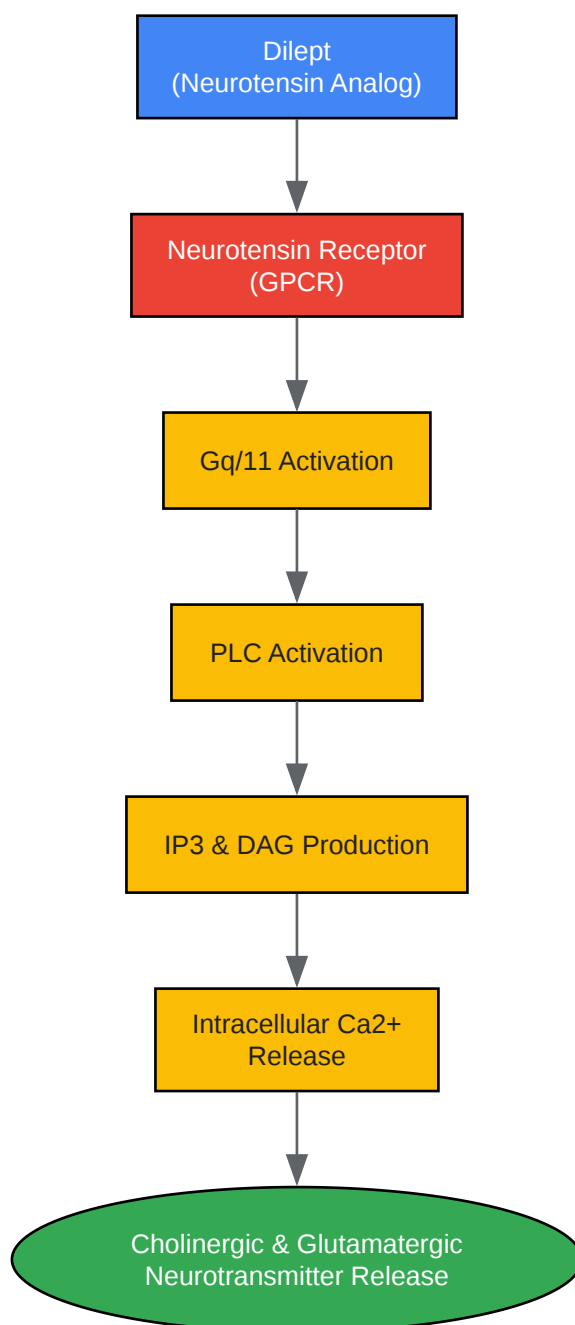 Dilept
(Neurotensin Analog)
Neurotensin Receptor
(GPCR)
Gq/11 Activation
PLC Activation
IP3 & DAG Production
Intracellular Ca2+
Release
Cholinergic & Glutamatergic
Neurotransmitter Release